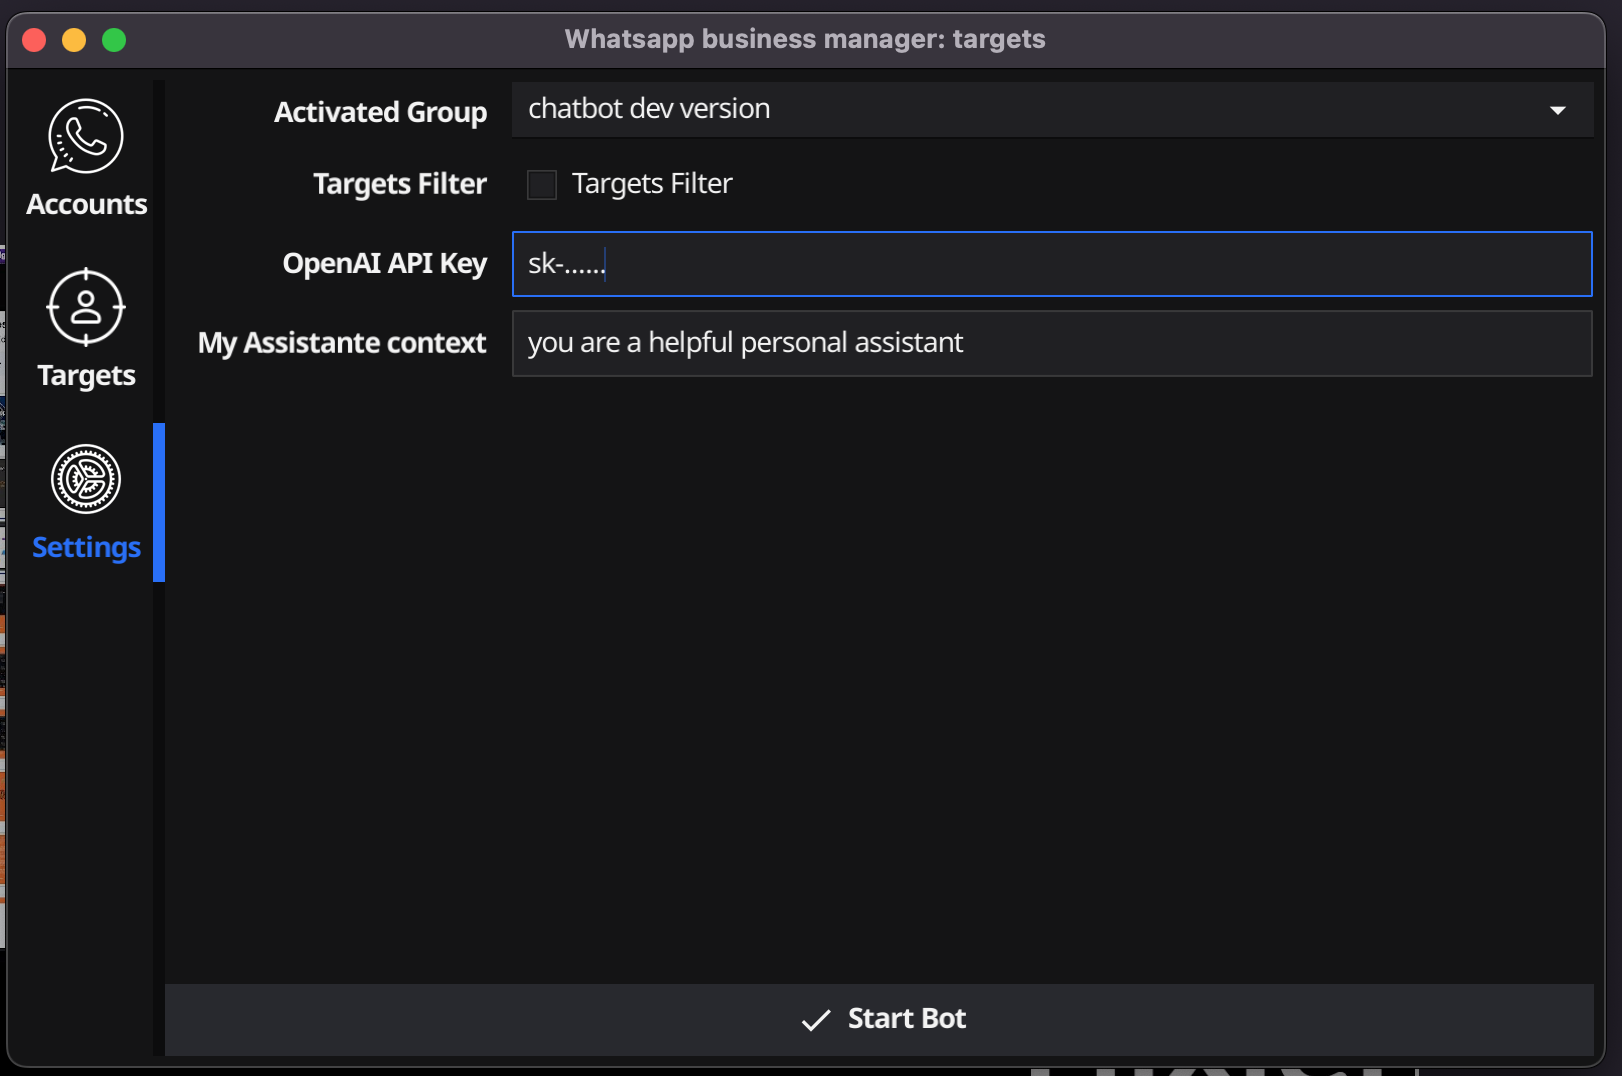 Whatsapp business manager: targets
Accounts
Targets
Settings
Activated Group chatbot dev version
Targets Filter Targets Filter
OpenAI API Key sk-......
My Assistante context you are a helpful personal assistant
Start Bot